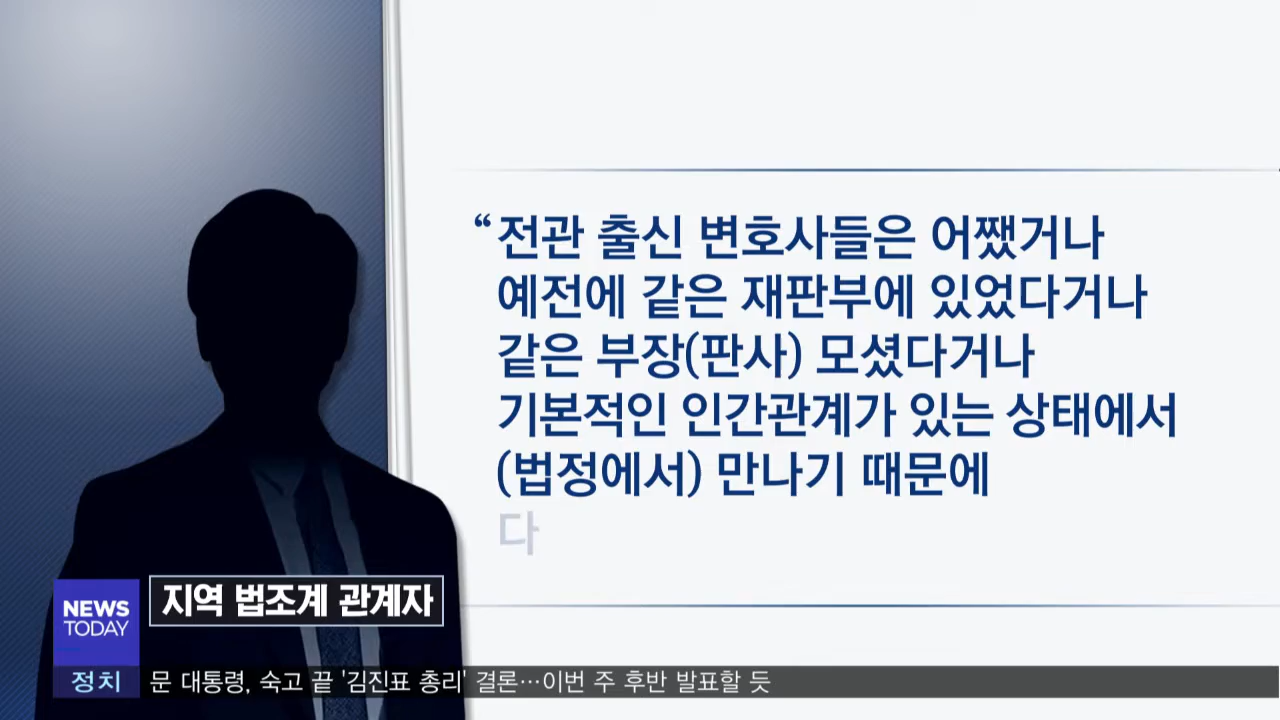 “전관 출신 변호사들은 어쨌거나
예전에 같은 재판부에 있었다거나
같은 부장(판사) 모셨다거나
기본적인 인간관계가 있는 상태에서
(법정에서) 만나기 때문에
다
지역 법조계 관계자
NEWS
TODAY
정치 문 대통령, 숙고 끝 '김진표 총리' 결론…이번 주 후반 발표할 듯